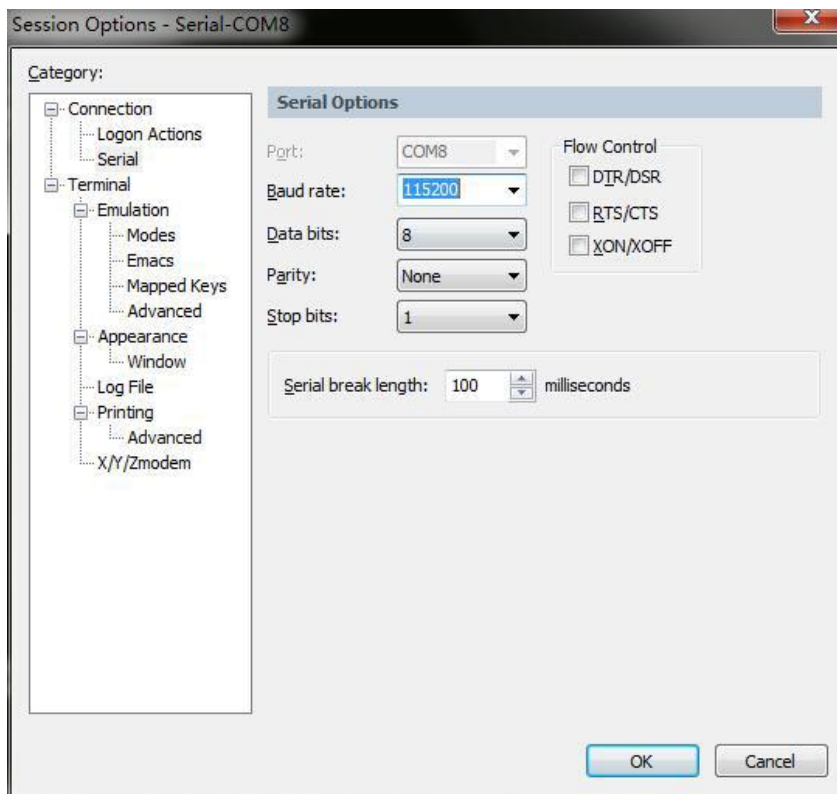 Session Options - Serial-COM8
Category:
Connection
Logon Actions
Serial
Terminal
Emulation
Modes
Emacs
Mapped Keys
Advanced
Appearance
Window
Log File
Printing
Advanced
X/Y/Zmodem
Serial Options
Port: COM8
Baud rate: 115200
Data bits: 8
Parity: None
Stop bits: 1
Flow Control
DTR/DSR
RTS/CTS
XON/XOFF
Serial break length: 100 milliseconds
OK Cancel